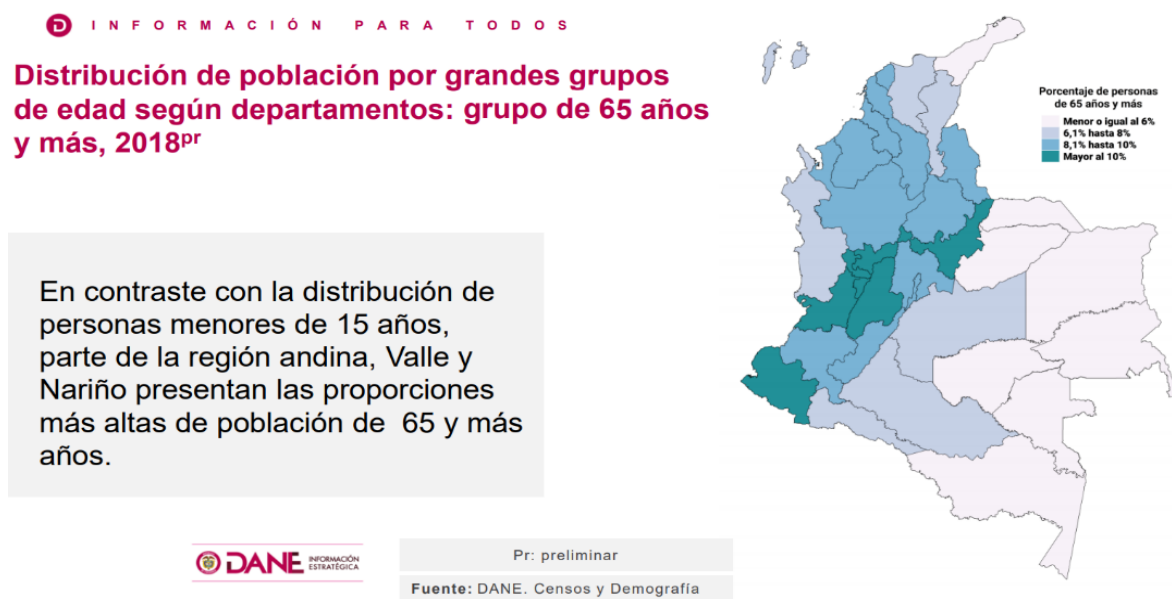 INFORMACIÓN PARA TODOS
Distribución de población por grandes grupos
de edad según departamentos: grupo de 65 años
y más, 2018pr
Porcentaje de personas
de 65 años y más
Menor o igual al 6%
6,1% hasta 8%
8,1% hasta 10%
Mayor al 10%
En contraste con la distribución de
personas menores de 15 años,
parte de la región andina, Valle y
Nariño presentan las proporciones
más altas de población de 65 y más
años.
DANE INFORMACIÓN
ESTRATÉGICA
Pr: preliminar
Fuente: DANE. Censos y Demografía